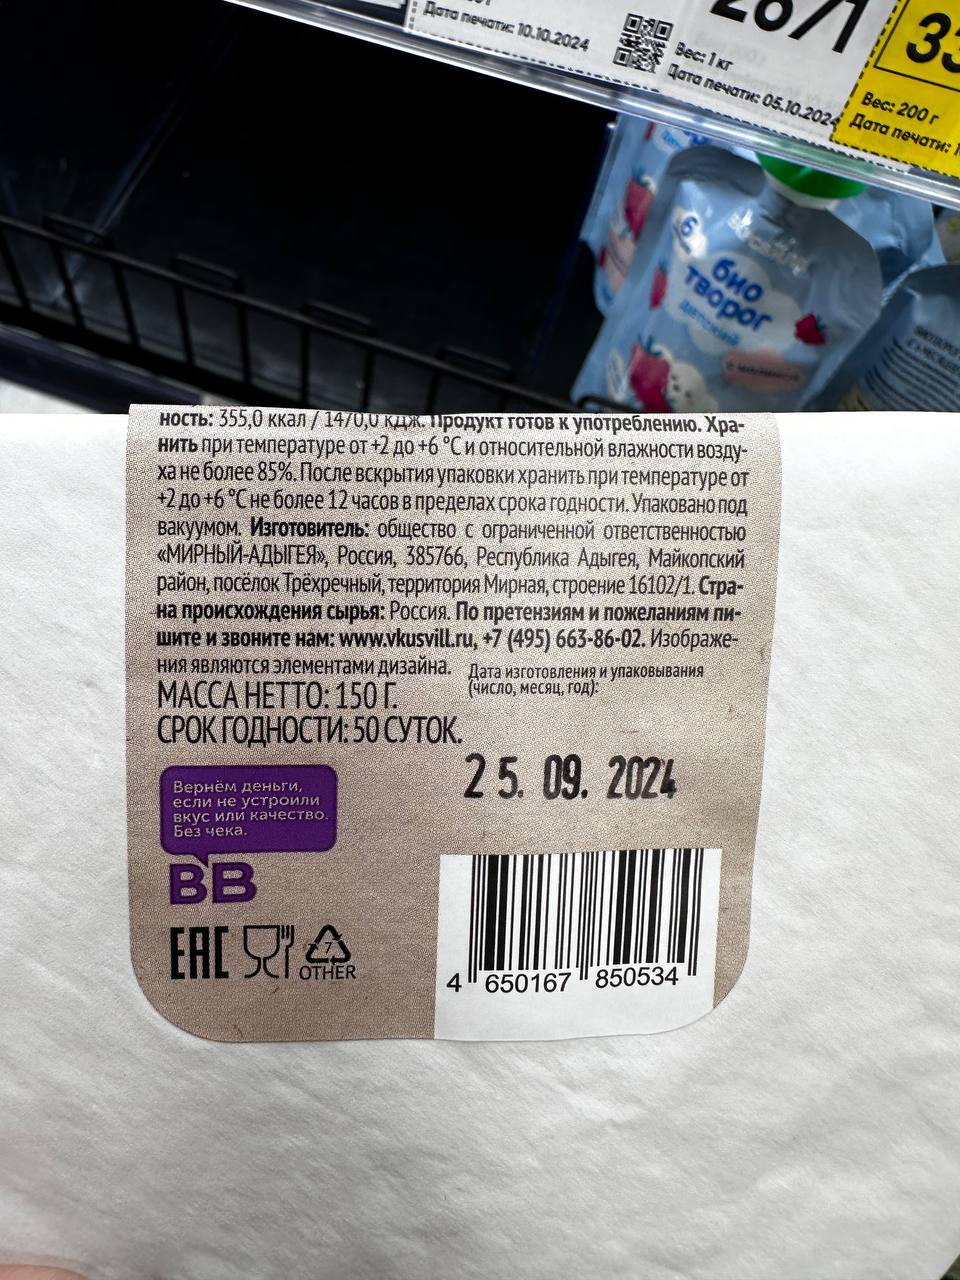 Дата печати: 10.10.2024
Вес: 1 кг
Дата печати: 05.10.2024
33
Вес: 200 г
Дата печати:
6
био
творог
детский
с малиной
ность: 355,0 ккал / 1470,0 кДж. Продукт готов к употреблению. Хра-
нить при температуре от +2 до +6 °С и относительной влажности возду-
ха не более 85%. После вскрытия упаковки хранить при температуре от
+2 до +6 °С не более 12 часов в пределах срока годности. Упаковано под
вакуумом. Изготовитель: общество с ограниченной ответственностью
«МИРНЫЙ-АДЫГЕЯ», Россия, 385766, Республика Адыгея, Майкопский
район, посёлок Трёхречный, территория Мирная, строение 16102/1. Стра-
на происхождения сырья: Россия. По претензиям и пожеланиям пи-
шите и звоните нам: www.vkusvill.ru, +7 (495) 663-86-02. Изображе-
ния являются элементами дизайна.
МАССА НЕТТО: 150 Г.
СРОК ГОДНОСТИ: 50 СУТОК.
Дата изготовления и упаковывания
(число, месяц, год):
25. 09. 2024
Вернём деньги,
если не устроили
вкус или качество.
Без чека.
ВВ
EAC
7
OTHER
4 650167 850534